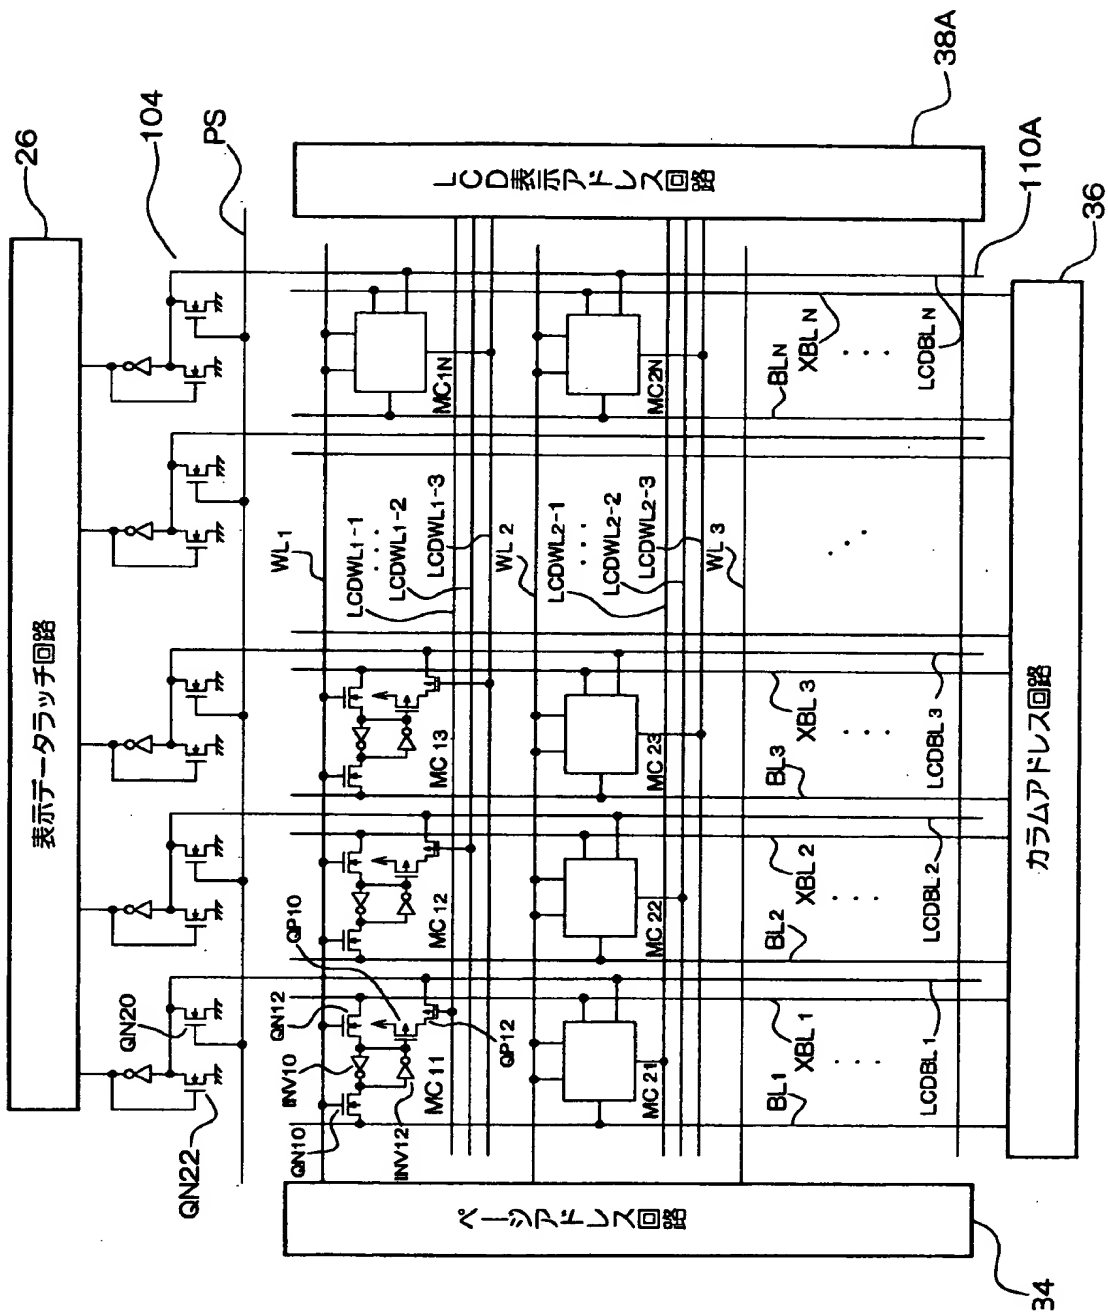 表示データラッチ回路
26
104
PS
QN20
QN22
LCD表示アドレス回路
38A
110A
36
WL1
LCDWL1-1
LCDWL1-2
LCDWL1-3
WL2
LCDWL2-1
LCDWL2-2
LCDWL2-3
WL3
QN10
INV10
QN12
INV12
MC11
QP10
QP12
MC12
MC13
MC1N
MC21
MC22
MC23
MC2N
BL1
XBL1
LCDBL1
BL2
XBL2
LCDBL2
BL3
XBL3
LCDBL3
BLN
XBLN
LCDBLN
ページアドレス回路
34
カラムアドレス回路